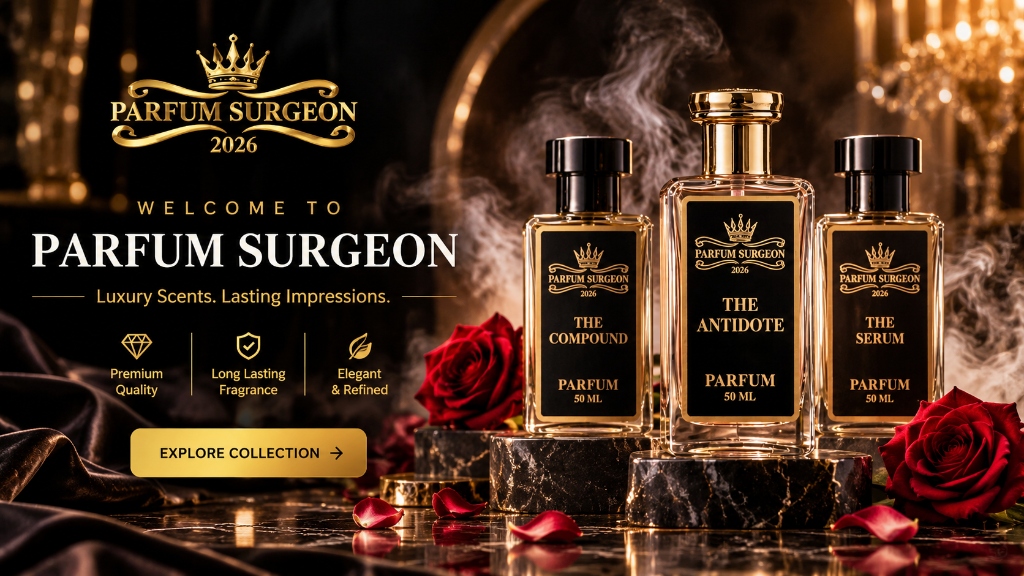 PARFUM SURGEON
2026
WELCOME TO
PARFUM SURGEON
Luxury Scents. Lasting Impressions.
Premium
Quality
Long Lasting
Fragrance
Elegant
& Refined
EXPLORE COLLECTION →
PARFUM SURGEON
2026
THE
COMPOUND
PARFUM
50 ML
PARFUM SURGEON
2026
THE
ANTIDOTE
PARFUM
50 ML
PARFUM SURGEON
2026
THE
SERUM
PARFUM
50 ML